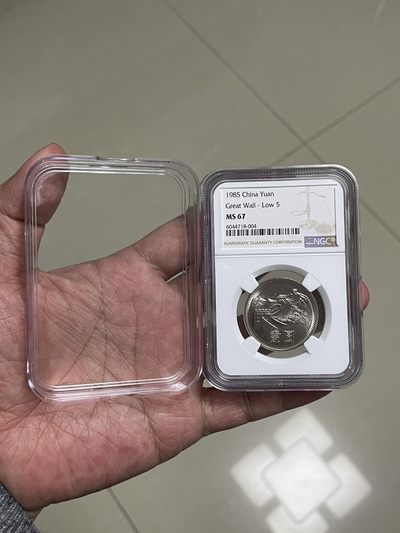 1985 China Yuan
Great Wall - Low 5
MS 67
6044718-004
NUMISMATIC GUARANTY CORPORATION
NGC
壹圆